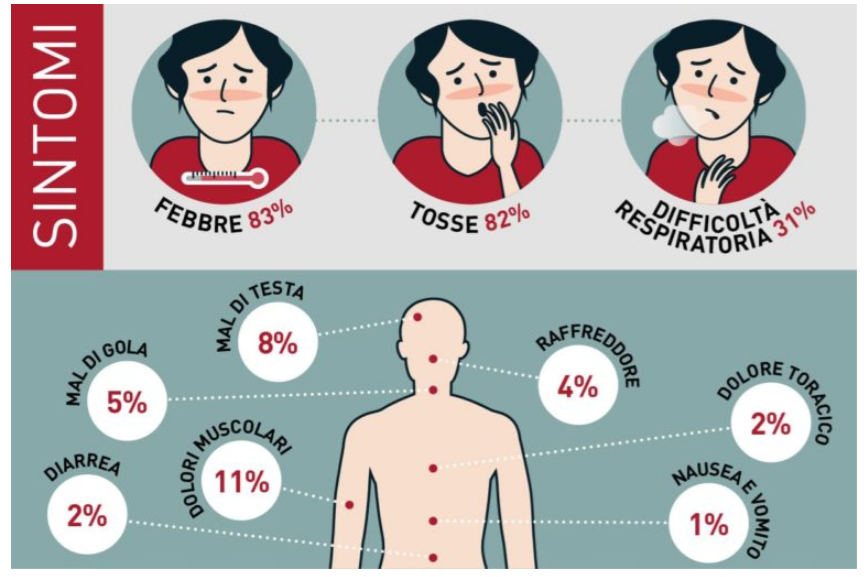 SINTOMI
FEBBRE 83%
TOSSE 82%
DIFFICOLTÀ
RESPIRATORIA 31%
MAL DI TESTA
8%
RAFFREDDORE
4%
MAL DI GOLA
5%
DOLORE TORACICO
2%
DOLORI MUSCOLARI
11%
DIARREA
2%
NAUSEA E VOMITO
1%